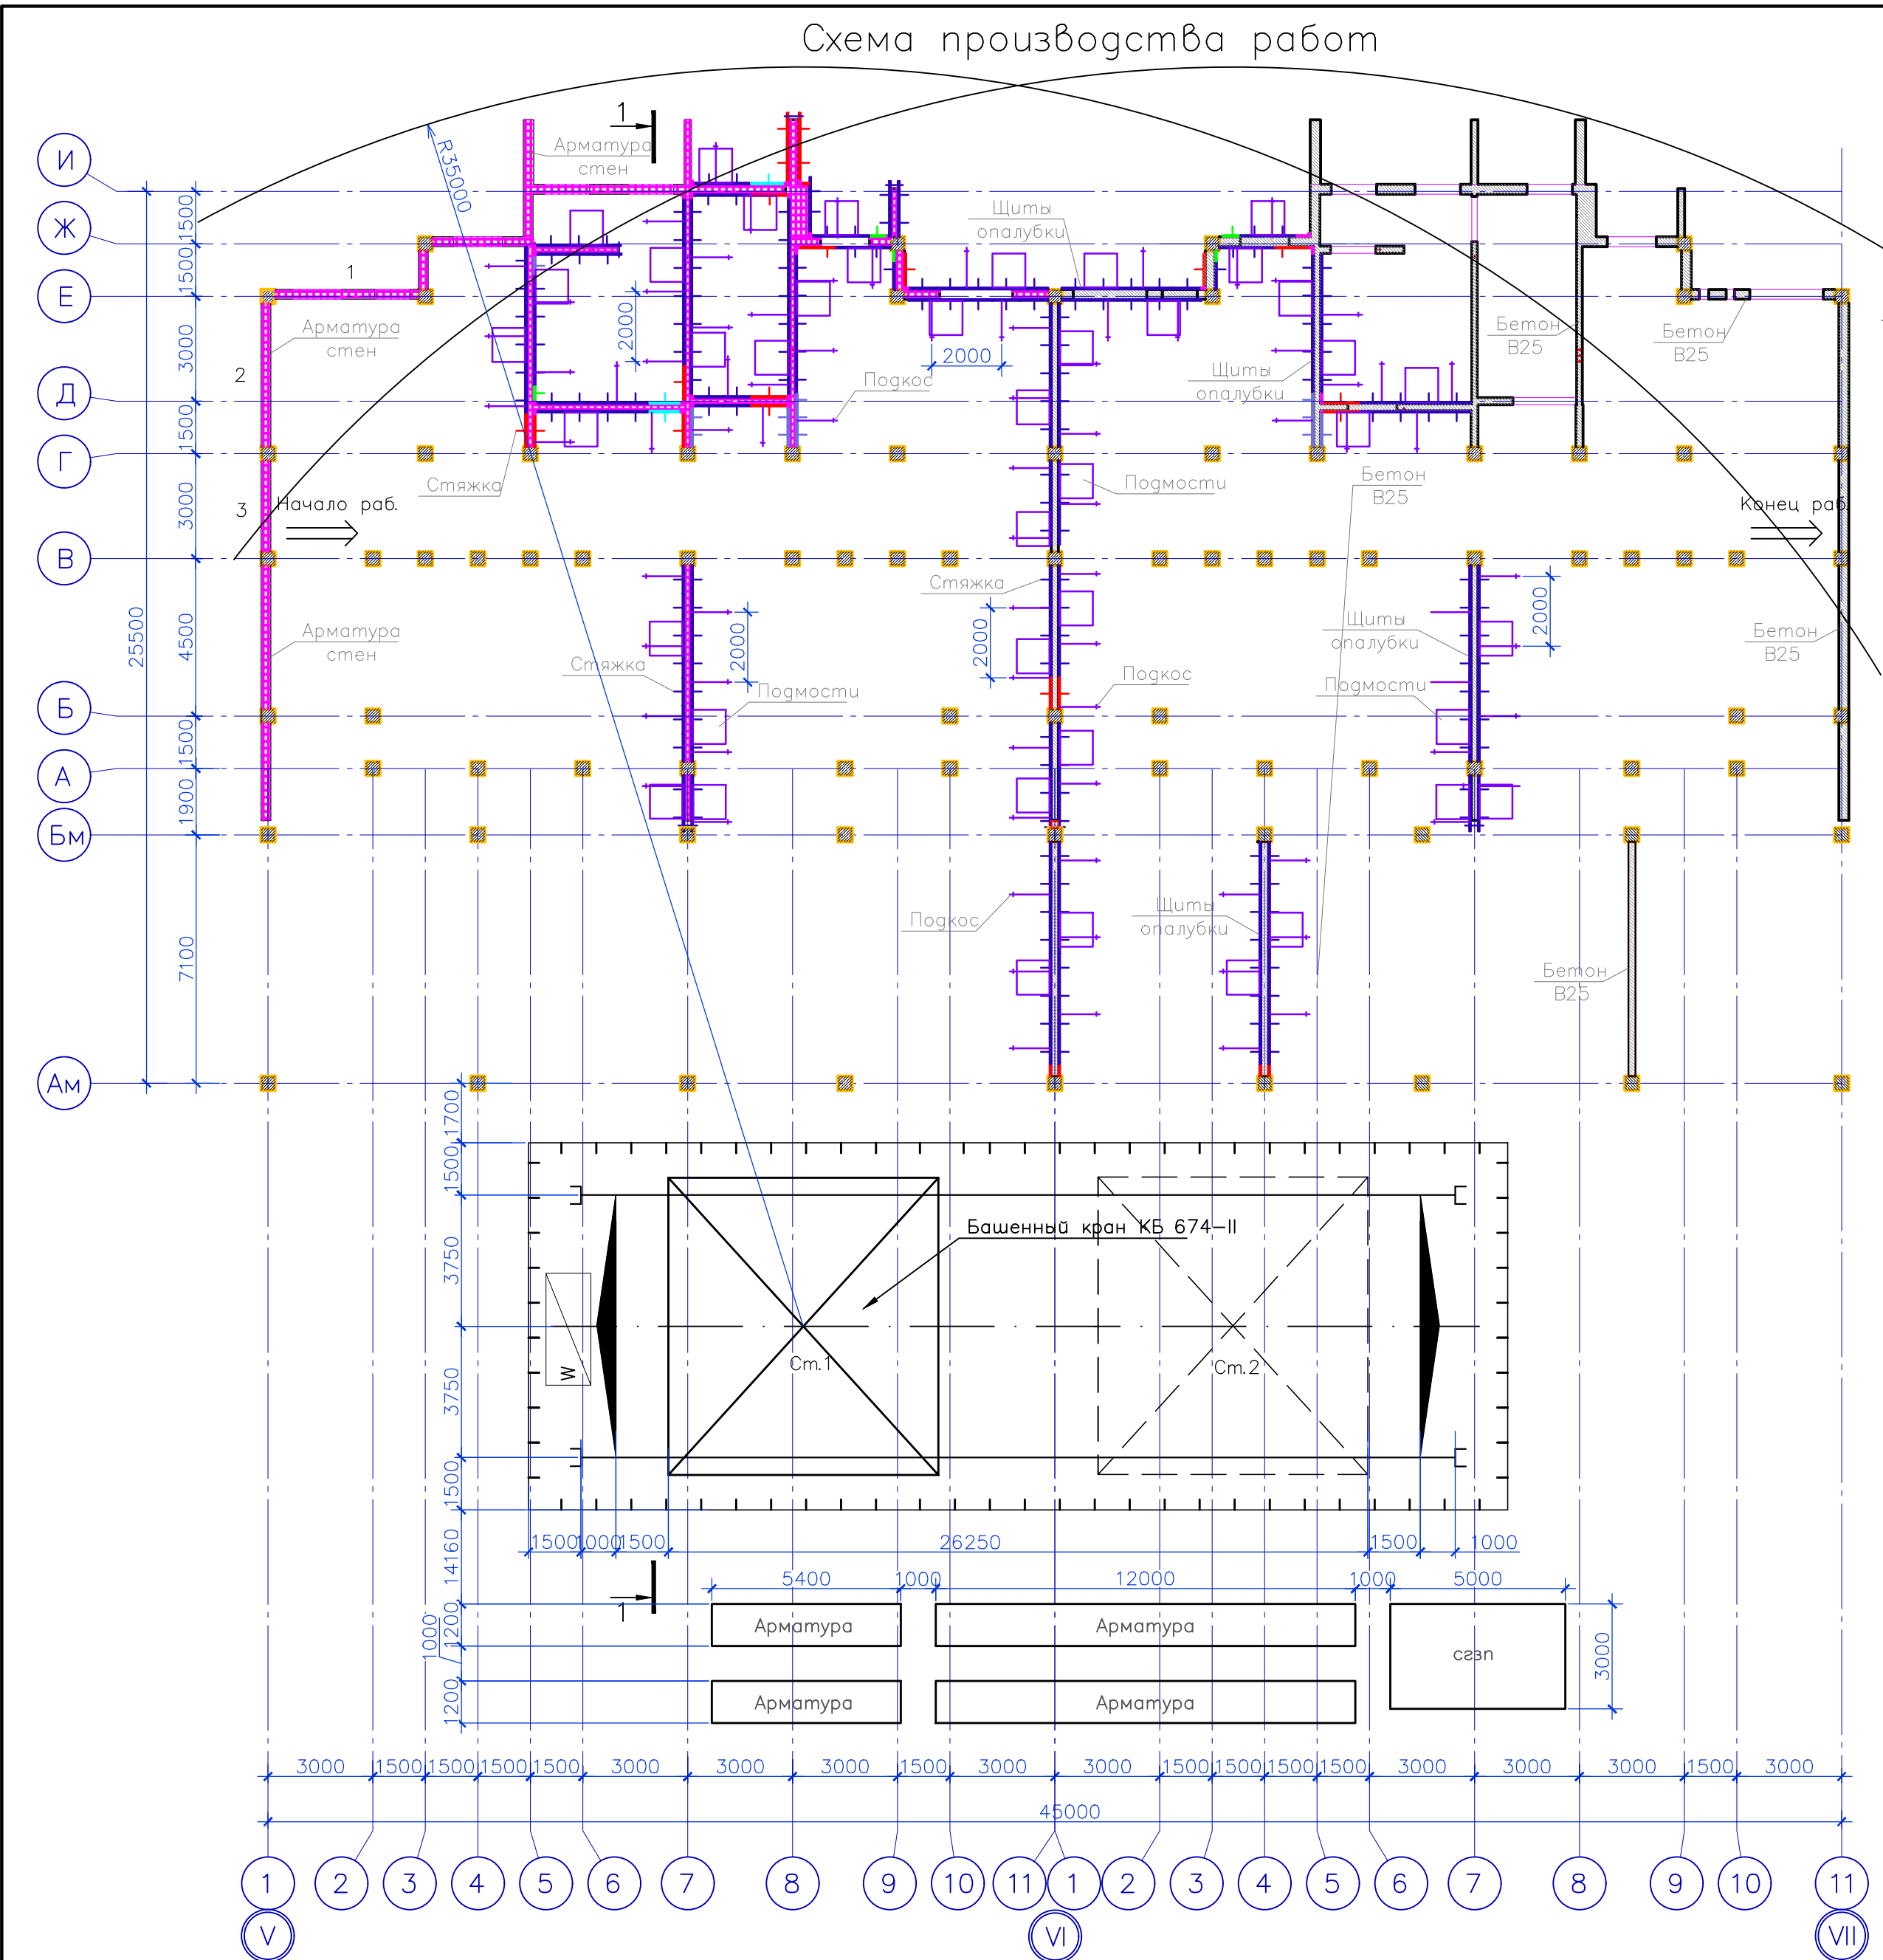 Схема производства работ
1
Арматура
стен
R35000
И
Ж
Е
Д
Г
В
Б
А
Бм
Ам
1500
1500
3000
1500
3000
4500
1500
1900
7100
25500
1
2
3
Арматура
стен
Начало раб.
Арматура
стен
Стяжка
2000
Подкос
Щиты
опалубки
2000
Щиты
опалубки
Бетон
В25
Бетон
В25
Подмости
Бетон
В25
Конец раб
Стяжка
2000
Подмости
Стяжка
2000
Подкос
Щиты
опалубки
Подмости
2000
Бетон
В25
Подкос
Щиты
опалубки
Бетон
В25
1700
1500
3750
3750
1500
14160
1200
1000
1200
Башенный кран КБ 674-II
Ст.1
Ст.2
W
1500
1000
1500
26250
1500
1000
1
5400
1000
12000
1000
5000
Арматура
Арматура
сгзп
3000
Арматура
Арматура
3000 1500 1500 1500 1500 3000 3000 3000 1500 3000 3000 1500 1500 1500 1500 3000 3000 3000 1500 3000
45000
1 2 3 4 5 6 7 8 9 10 11 1 2 3 4 5 6 7 8 9 10 11
V VI VII